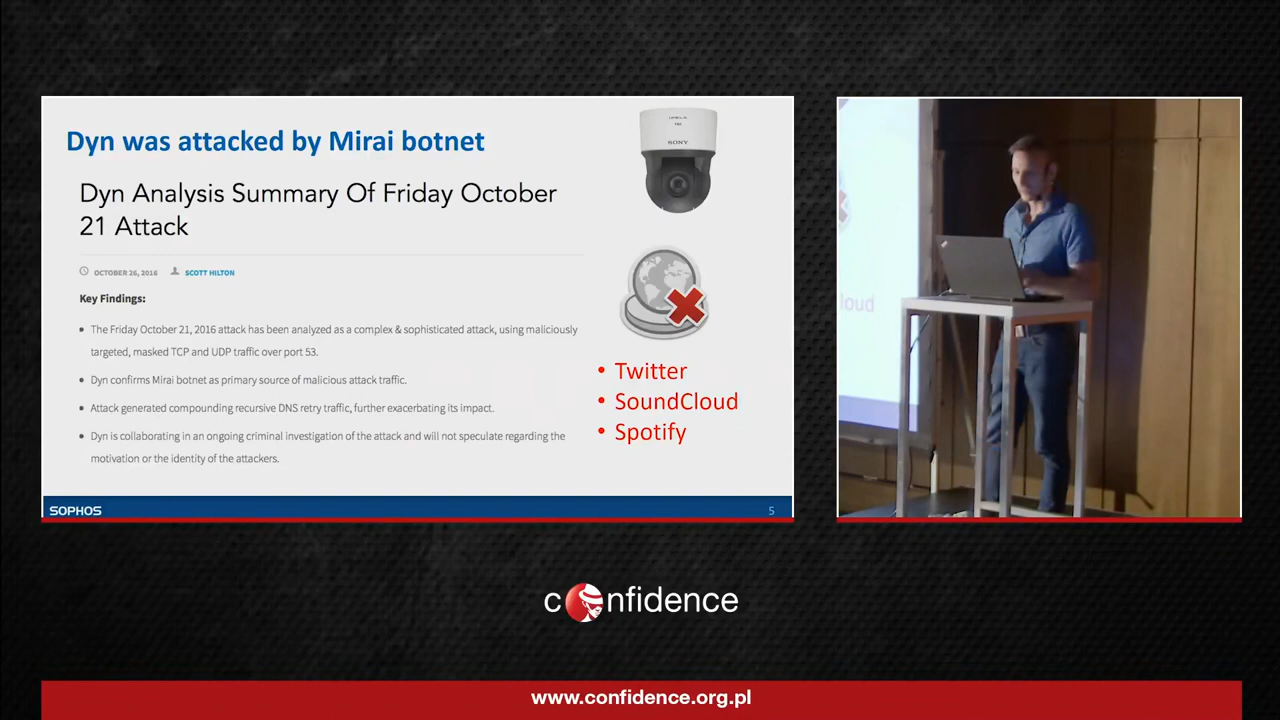 Dyn was attacked by Mirai botnet
Dyn Analysis Summary Of Friday October
21 Attack
OCTOBER 26, 2016 SCOTT HILTON
Key Findings:
• The Friday October 21, 2016 attack has been analyzed as a complex & sophisticated attack, using maliciously
targeted, masked TCP and UDP traffic over port 53.
• Dyn confirms Mirai botnet as primary source of malicious attack traffic.
• Attack generated compounding recursive DNS retry traffic, further exacerbating its impact.
• Dyn is collaborating in an ongoing criminal investigation of the attack and will not speculate regarding the
motivation or the identity of the attackers.
SONY
• Twitter
• SoundCloud
• Spotify
SOPHOS
5
loud
confidence
www.confidence.org.pl